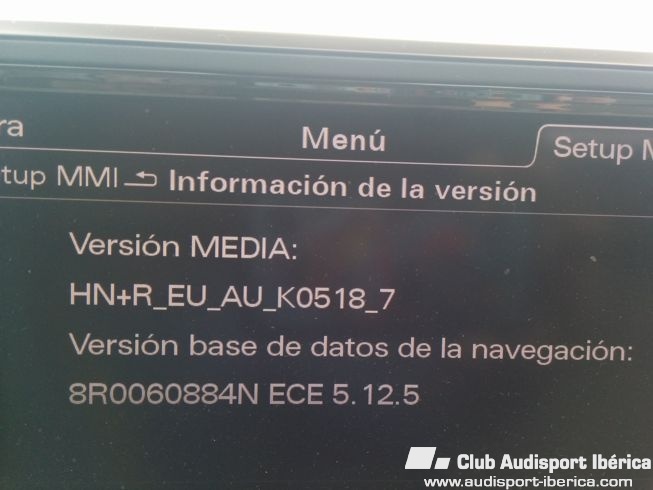 ra
Menú
Setup M
tup MMI Información de la versión
Versión MEDIA:
HN+R_EU_AU_K0518_7
Versión base de datos de la navegación:
8R0060884N ECE 5.12.5
Club Audisport Ibérica
www.audisport-iberica.com